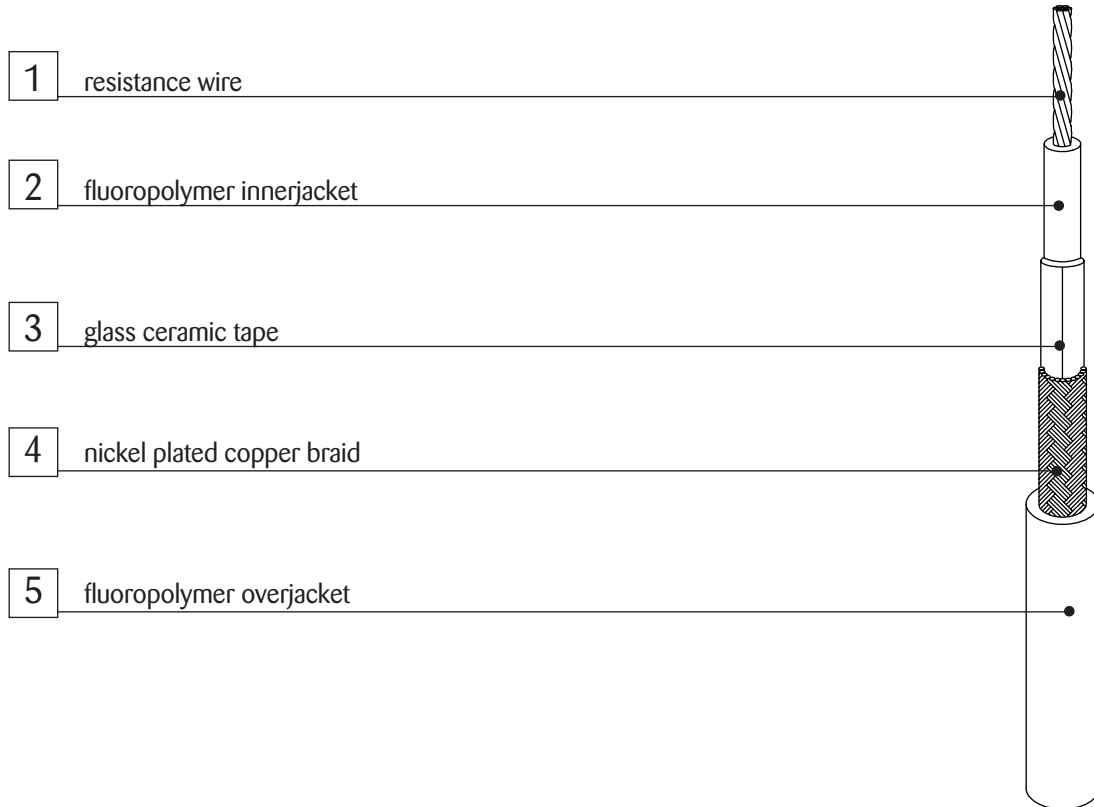 1 resistance wire
2 fluoropolymer innerjacket
3 glass ceramic tape
4 nickel plated copper braid
5 fluoropolymer overjacket